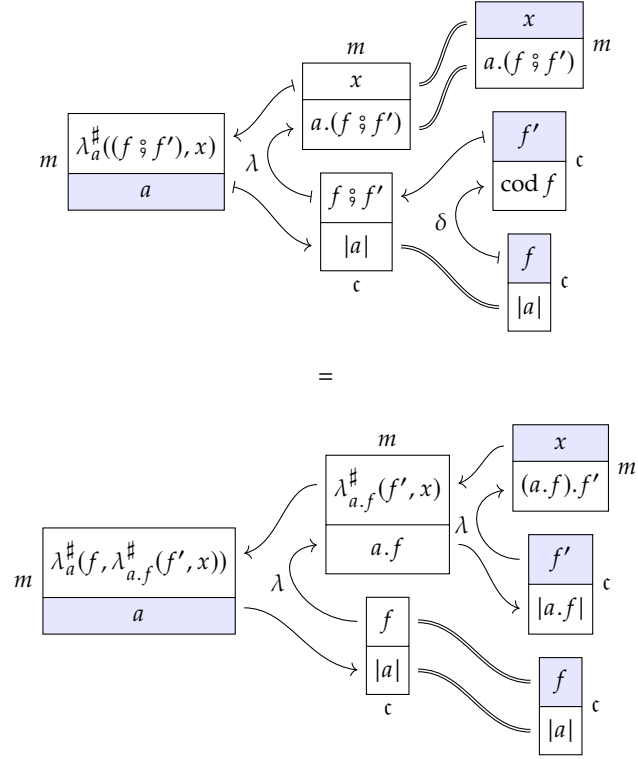 x
m
x
a.(f ⨟ f′)
m
a.(f ⨟ f′)
λ
f′
𝔠
cod f
m
λ♯a((f ⨟ f′), x)
a
f ⨟ f′
|a|
𝔠
δ
f
𝔠
|a|
=
m
x
(a.f).f′
m
λ♯a.f(f′, x)
a.f
λ
f′
𝔠
|a.f|
m
λ♯a(f, λ♯a.f(f′, x))
a
λ
f
|a|
𝔠
f
𝔠
|a|